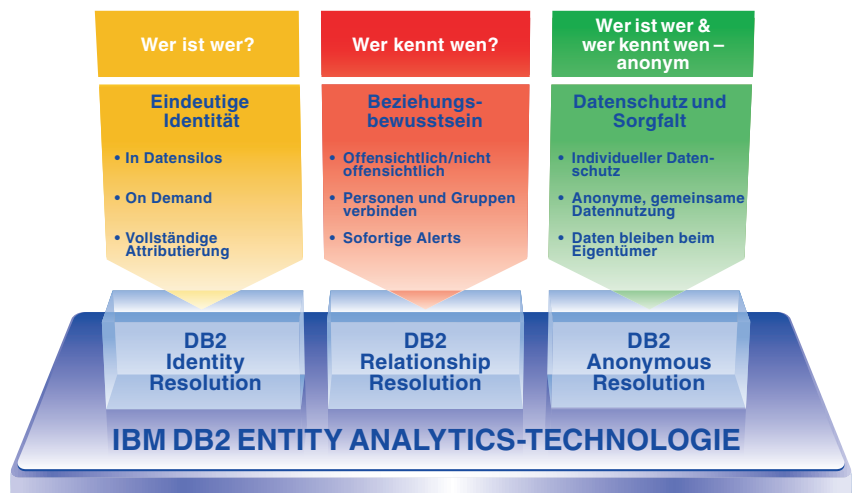 Wer ist wer?
Eindeutige
Identität
• In Datensilos
• On Demand
• Vollständige
Attributierung
DB2
Identity
Resolution
Wer kennt wen?
Beziehungs-
bewusstsein
• Offensichtlich/nicht
offensichtlich
• Personen und Gruppen
verbinden
• Sofortige Alerts
DB2
Relationship
Resolution
Wer ist wer &
wer kennt wen –
anonym
Datenschutz und
Sorgfalt
• Individueller Daten-
schutz
• Anonyme, gemeinsame
Datennutzung
• Daten bleiben beim
Eigentümer
DB2
Anonymous
Resolution
IBM DB2 ENTITY ANALYTICS-TECHNOLOGIE